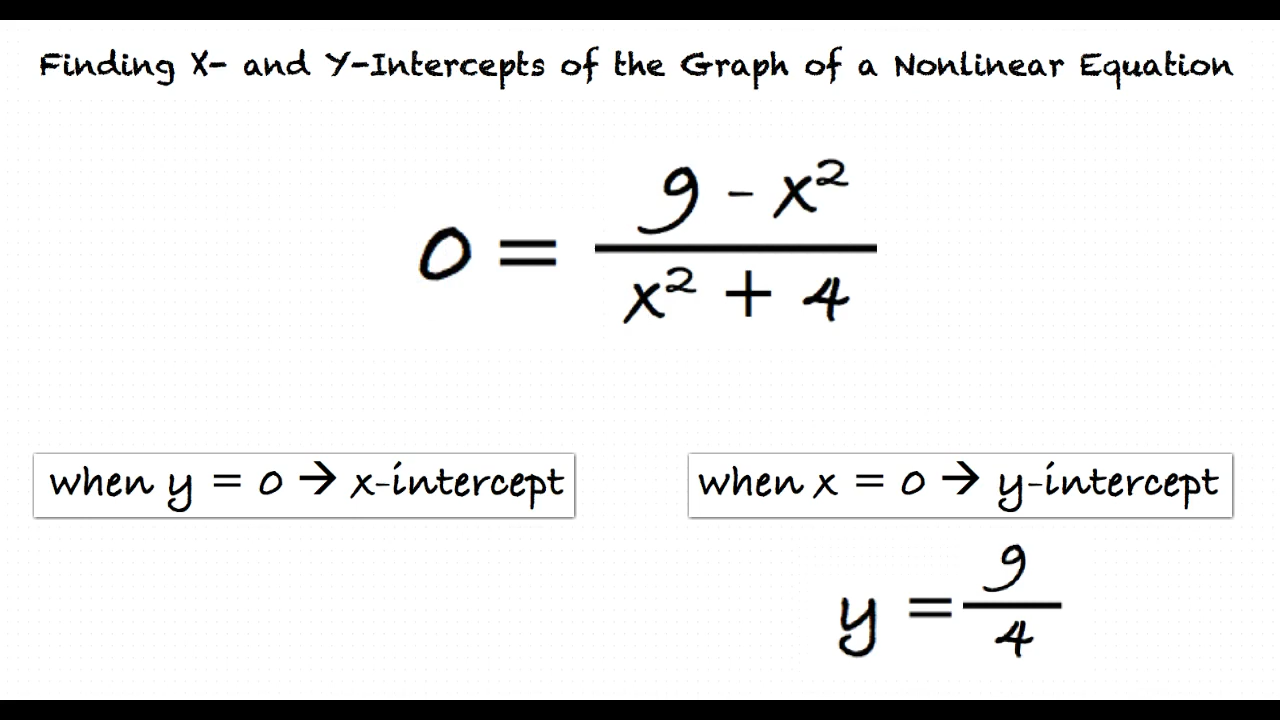 Finding X- and Y-Intercepts of the Graph of a Nonlinear Equation
0 = (9 - x²)/(x² + 4)
when y = 0 → x-intercept
when x = 0 → y-intercept
y = 9/4